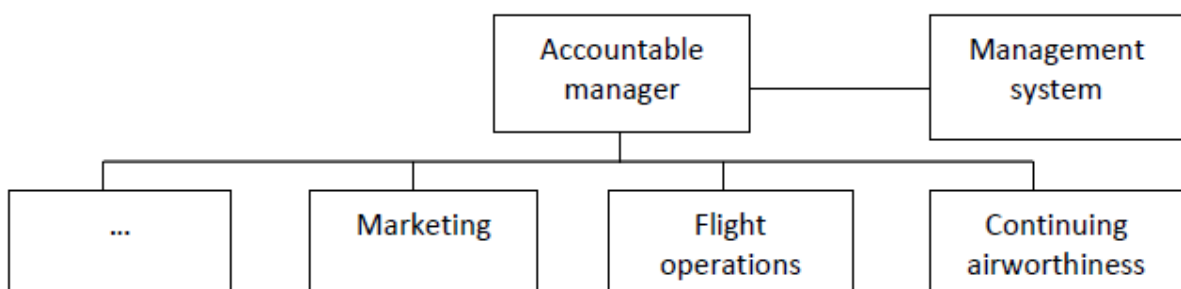 Accountable
manager
Management
system
...
Marketing
Flight
operations
Continuing
airworthiness